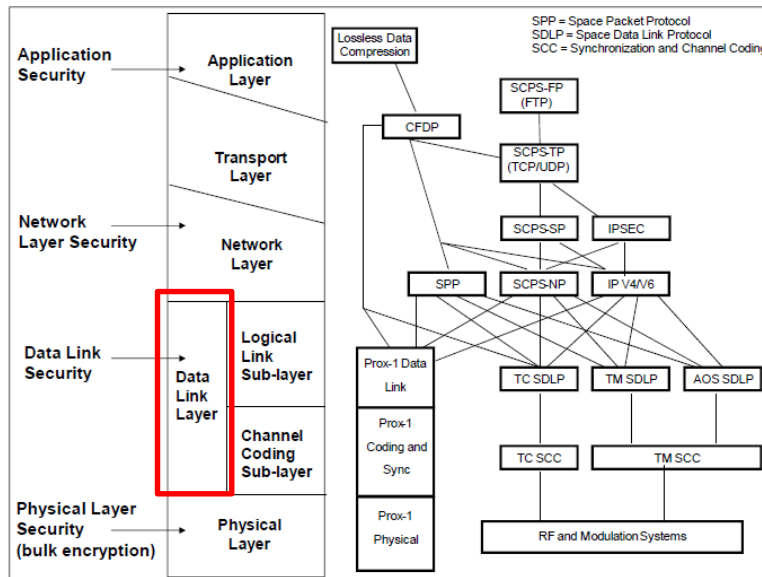 Application
Security
Application
Layer
Transport
Layer
Network
Layer Security
Network
Layer
Data Link
Security
Data
Link
Layer
Logical
Link
Sub-layer
Channel
Coding
Sub-layer
Physical Layer
Security
(bulk encryption)
Physical
Layer
SPP = Space Packet Protocol
SDLP = Space Data Link Protocol
SCC = Synchronization and Channel Coding
Lossless Data
Compression
SCPS-FP
(FTP)
CFDP
SCPS-TP
(TCP/UDP)
SCPS-SP
IPSEC
SPP
SCPS-NP
IP V4/V6
Prox-1 Data
Link
TC SDLP
TM SDLP
AOS SDLP
Prox-1
Coding and
Sync
TC SCC
TM SCC
Prox-1
Physical
RF and Modulation Systems